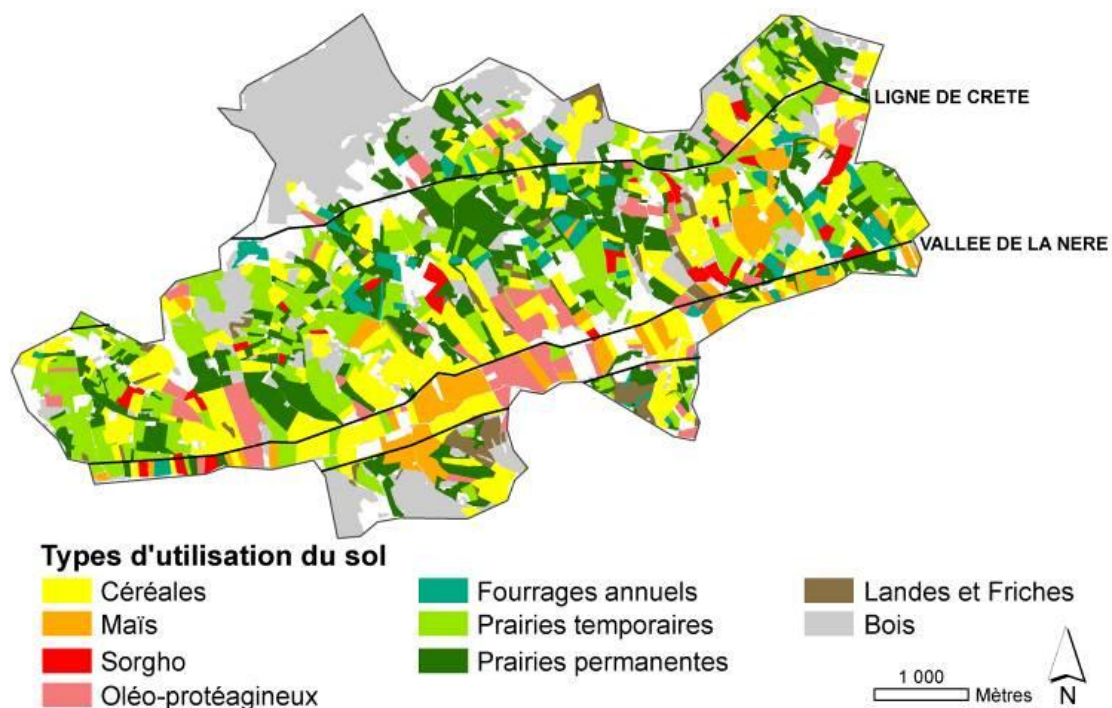 LIGNE DE CRETE
VALLEE DE LA NERE
Types d'utilisation du sol
Céréales
Maïs
Sorgho
Oléo-protéagineux
Fourrages annuels
Prairies temporaires
Prairies permanentes
Landes et Friches
Bois
1 000
Mètres
N